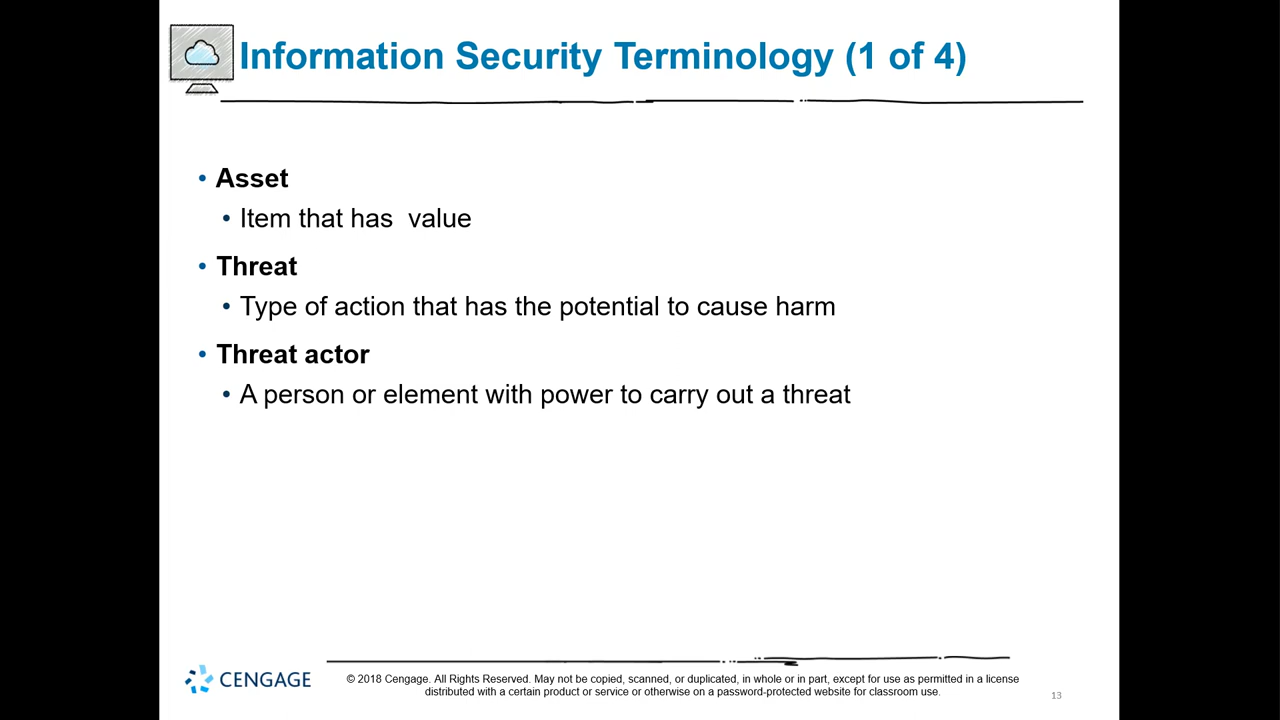 Information Security Terminology (1 of 4)
• Asset
• Item that has  value
• Threat
• Type of action that has the potential to cause harm
• Threat actor
• A person or element with power to carry out a threat
CENGAGE
© 2018 Cengage. All Rights Reserved. May not be copied, scanned, or duplicated, in whole or in part, except for use as permitted in a license
distributed with a certain product or service or otherwise on a password-protected website for classroom use.
13